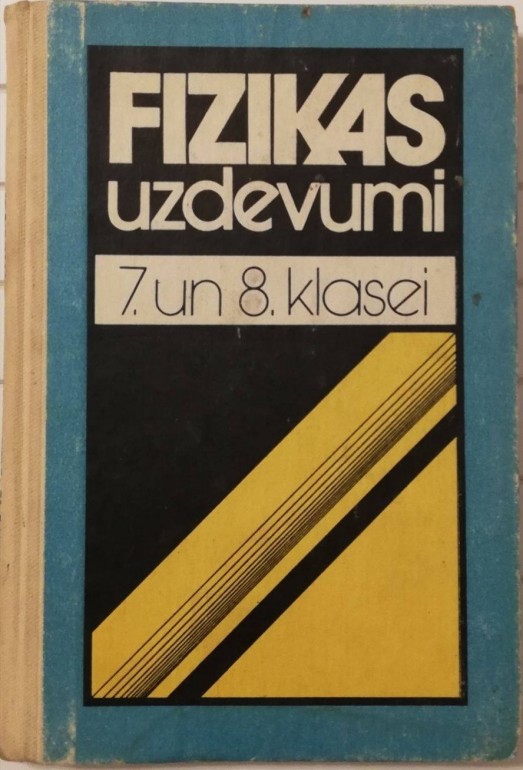 FIZIKAS
uzdevumi
7. un 8. klasei